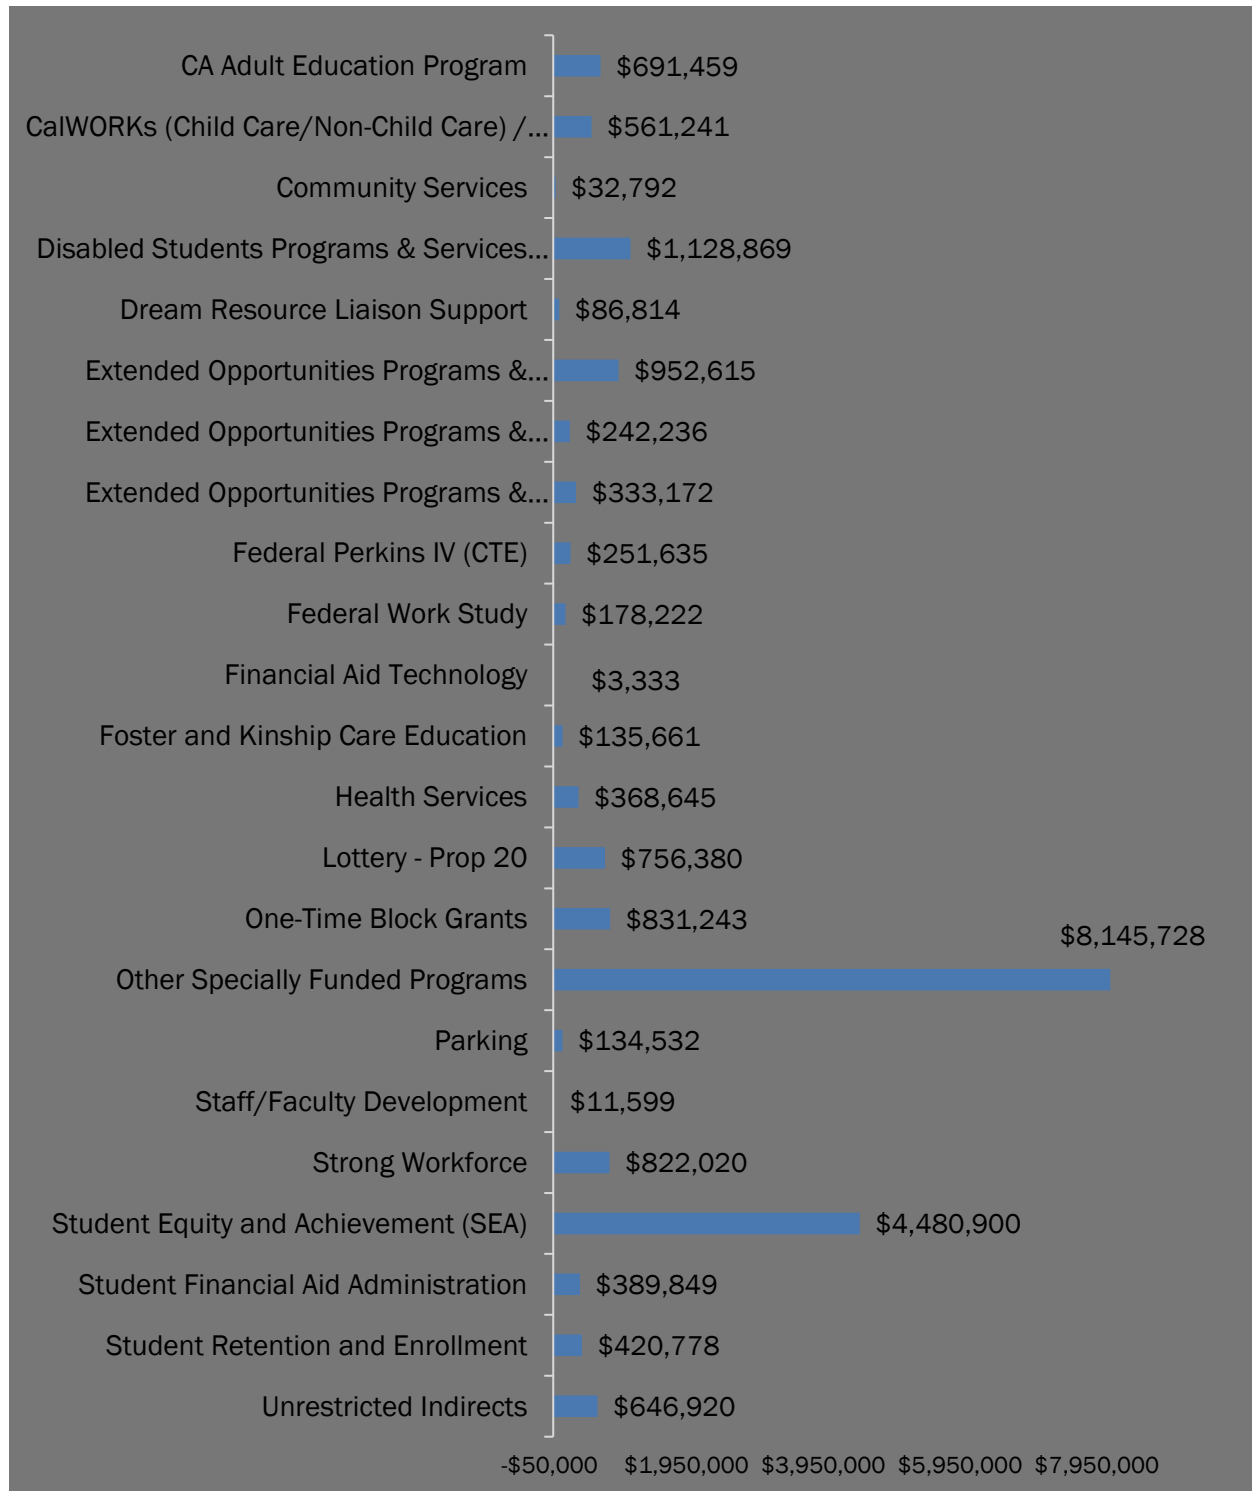 CA Adult Education Program $691,459
CalWORKs (Child Care/Non-Child Care) /... $561,241
Community Services $32,792
Disabled Students Programs & Services... $1,128,869
Dream Resource Liaison Support $86,814
Extended Opportunities Programs &... $952,615
Extended Opportunities Programs &... $242,236
Extended Opportunities Programs &... $333,172
Federal Perkins IV (CTE) $251,635
Federal Work Study $178,222
Financial Aid Technology $3,333
Foster and Kinship Care Education $135,661
Health Services $368,645
Lottery - Prop 20 $756,380
One-Time Block Grants $831,243
Other Specially Funded Programs $8,145,728
Parking $134,532
Staff/Faculty Development $11,599
Strong Workforce $822,020
Student Equity and Achievement (SEA) $4,480,900
Student Financial Aid Administration $389,849
Student Retention and Enrollment $420,778
Unrestricted Indirects $646,920
-$50,000 $1,950,000 $3,950,000 $5,950,000 $7,950,000